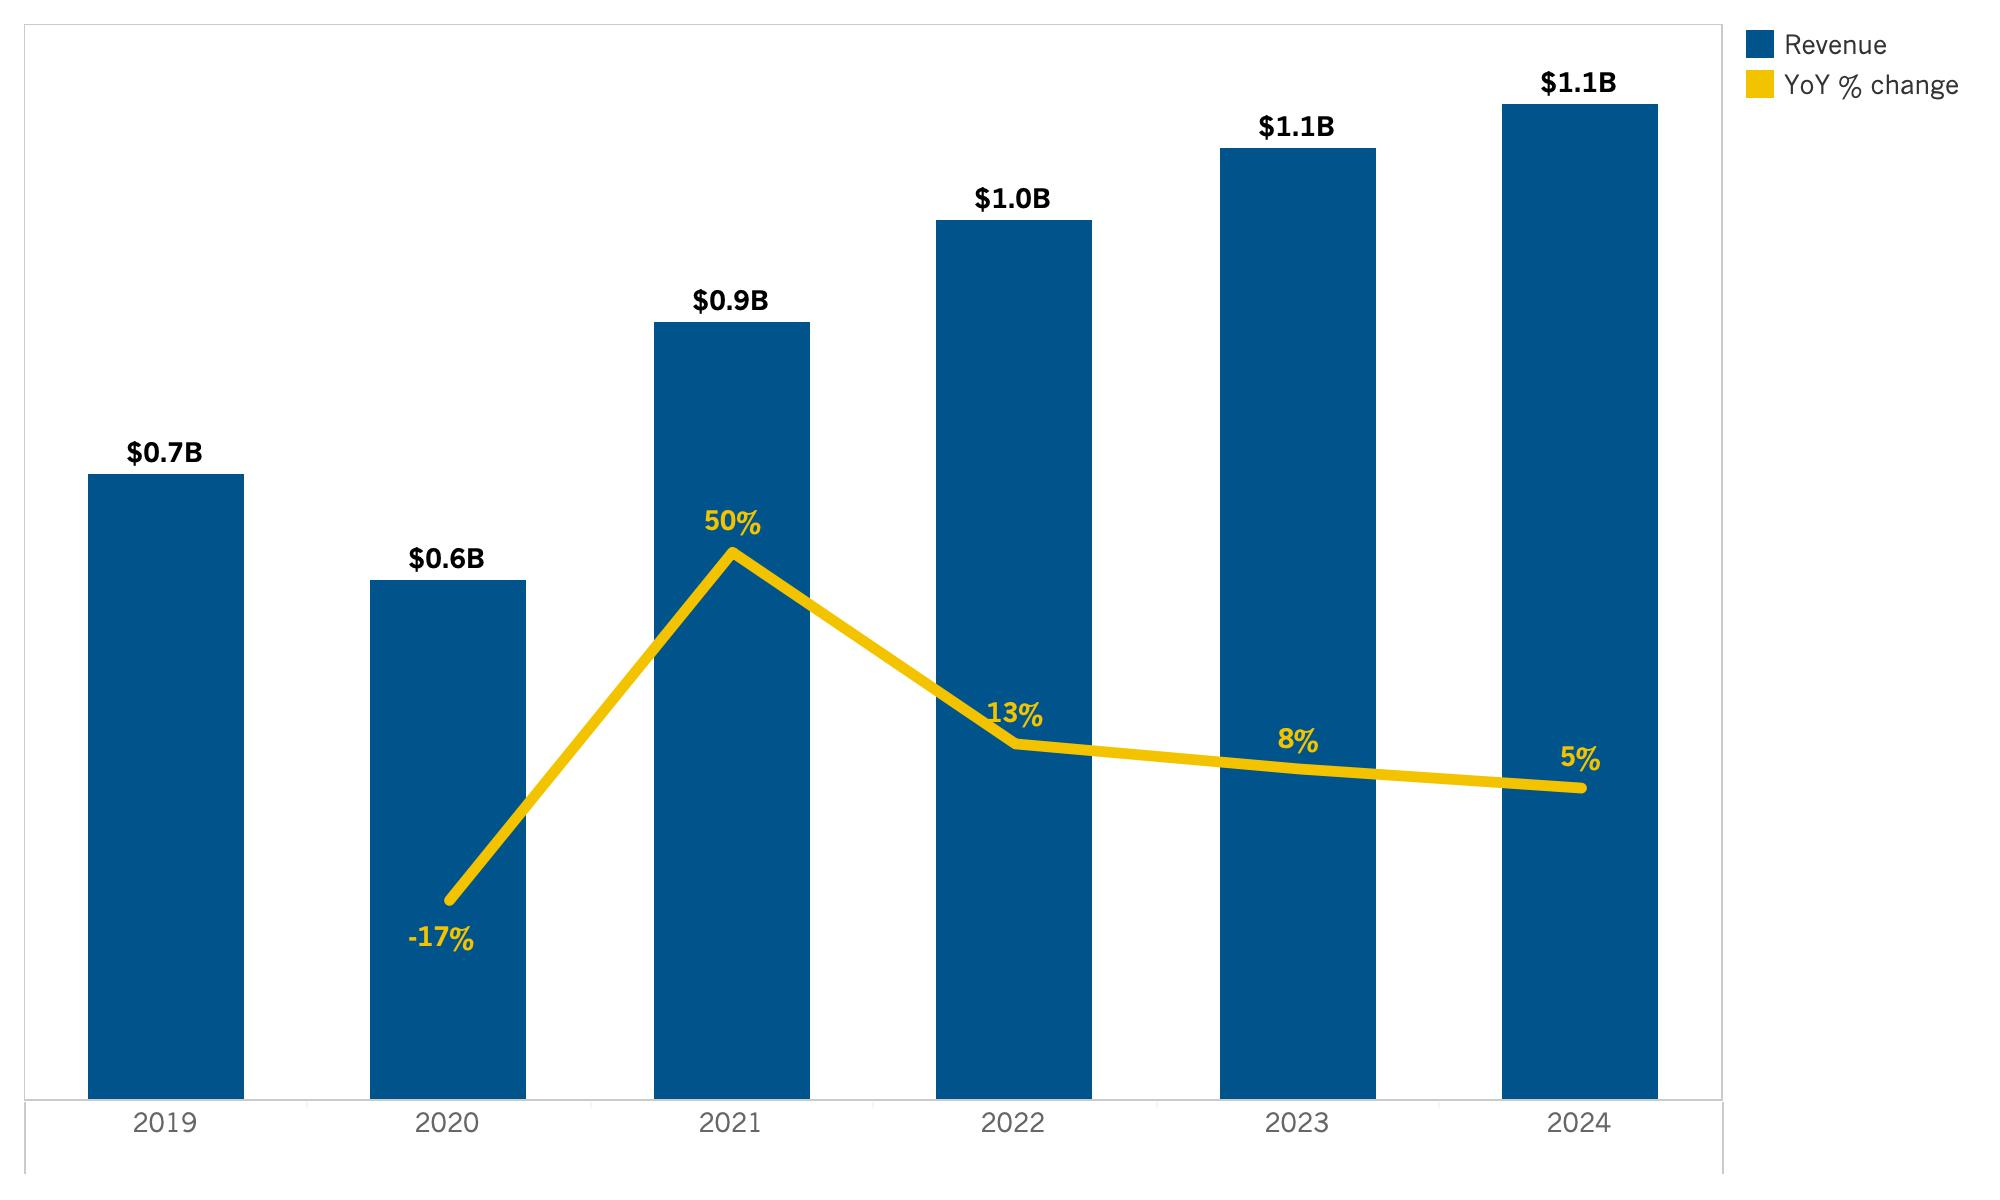 Revenue
YoY % change
$1.1B
$1.1B
$1.0B
$0.9B
$0.7B
$0.6B
50%
13%
8%
5%
-17%
2019 2020 2021 2022 2023 2024